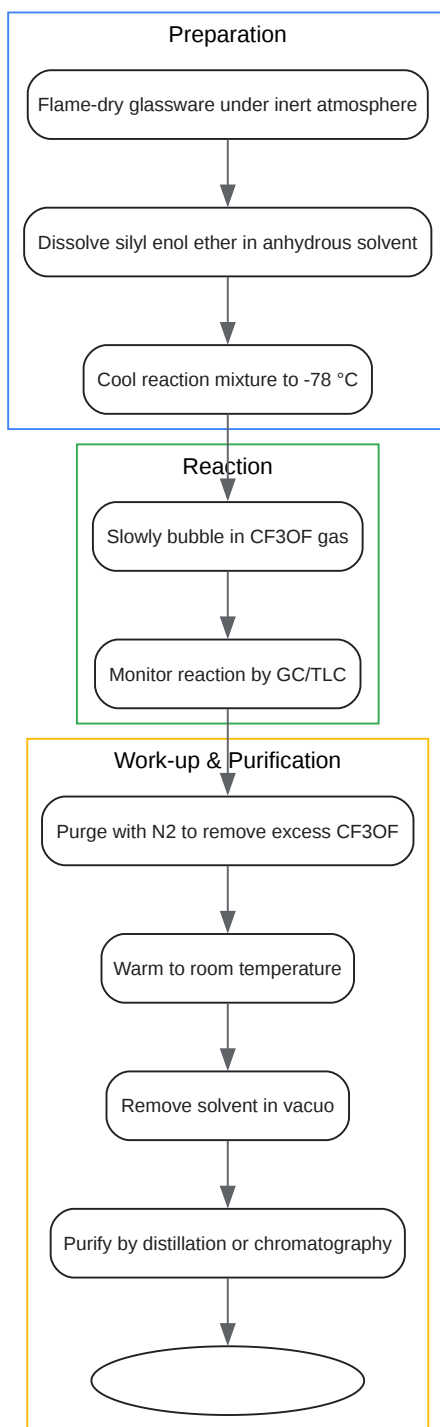 Preparation
Flame-dry glassware under inert atmosphere
Dissolve silyl enol ether in anhydrous solvent
Cool reaction mixture to -78 °C
Reaction
Slowly bubble in CF3OF gas
Monitor reaction by GC/TLC
Work-up & Purification
Purge with N2 to remove excess CF3OF
Warm to room temperature
Remove solvent in vacuo
Purify by distillation or chromatography